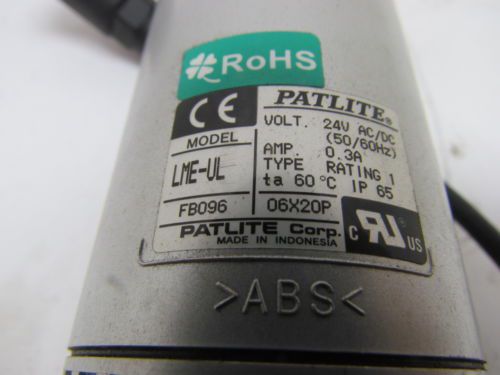 RoHS
CE
PATLITE®
MODEL
LME-UL
VOLT. 24V AC/DC
(50/60Hz)
AMP. 0.3A
TYPE RATING 1
ta 60°C IP 65
FB096
06X20P
PATLITE Corp.
MADE IN INDONESIA
C RU US
>ABS<